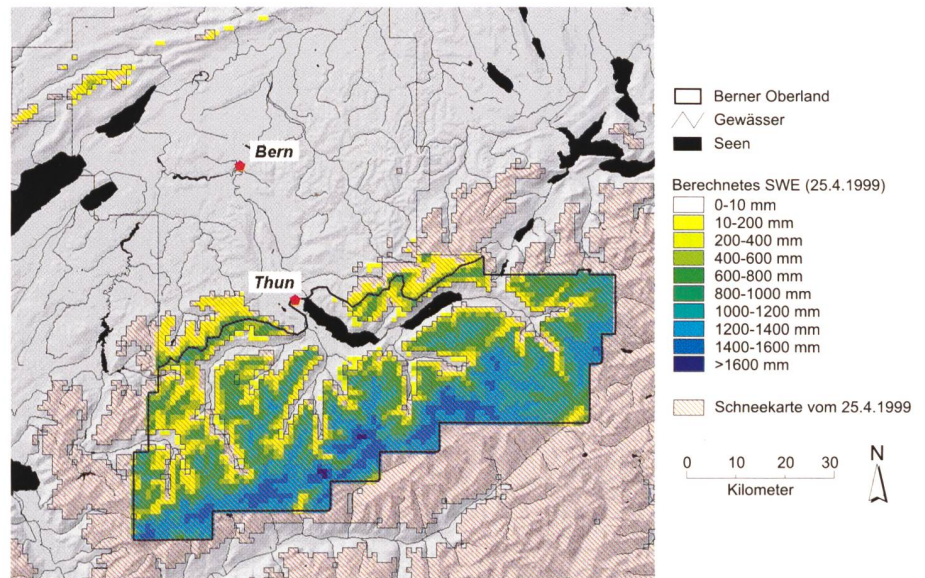 Bern
Thun
Berner Oberland
Gewässer
Seen
Berechnetes SWE (25.4.1999)
0-10 mm
10-200 mm
200-400 mm
400-600 mm
600-800 mm
800-1000 mm
1000-1200 mm
1200-1400 mm
1400-1600 mm
>1600 mm
Schneekarte vom 25.4.1999
0 10 20 30
Kilometer
N